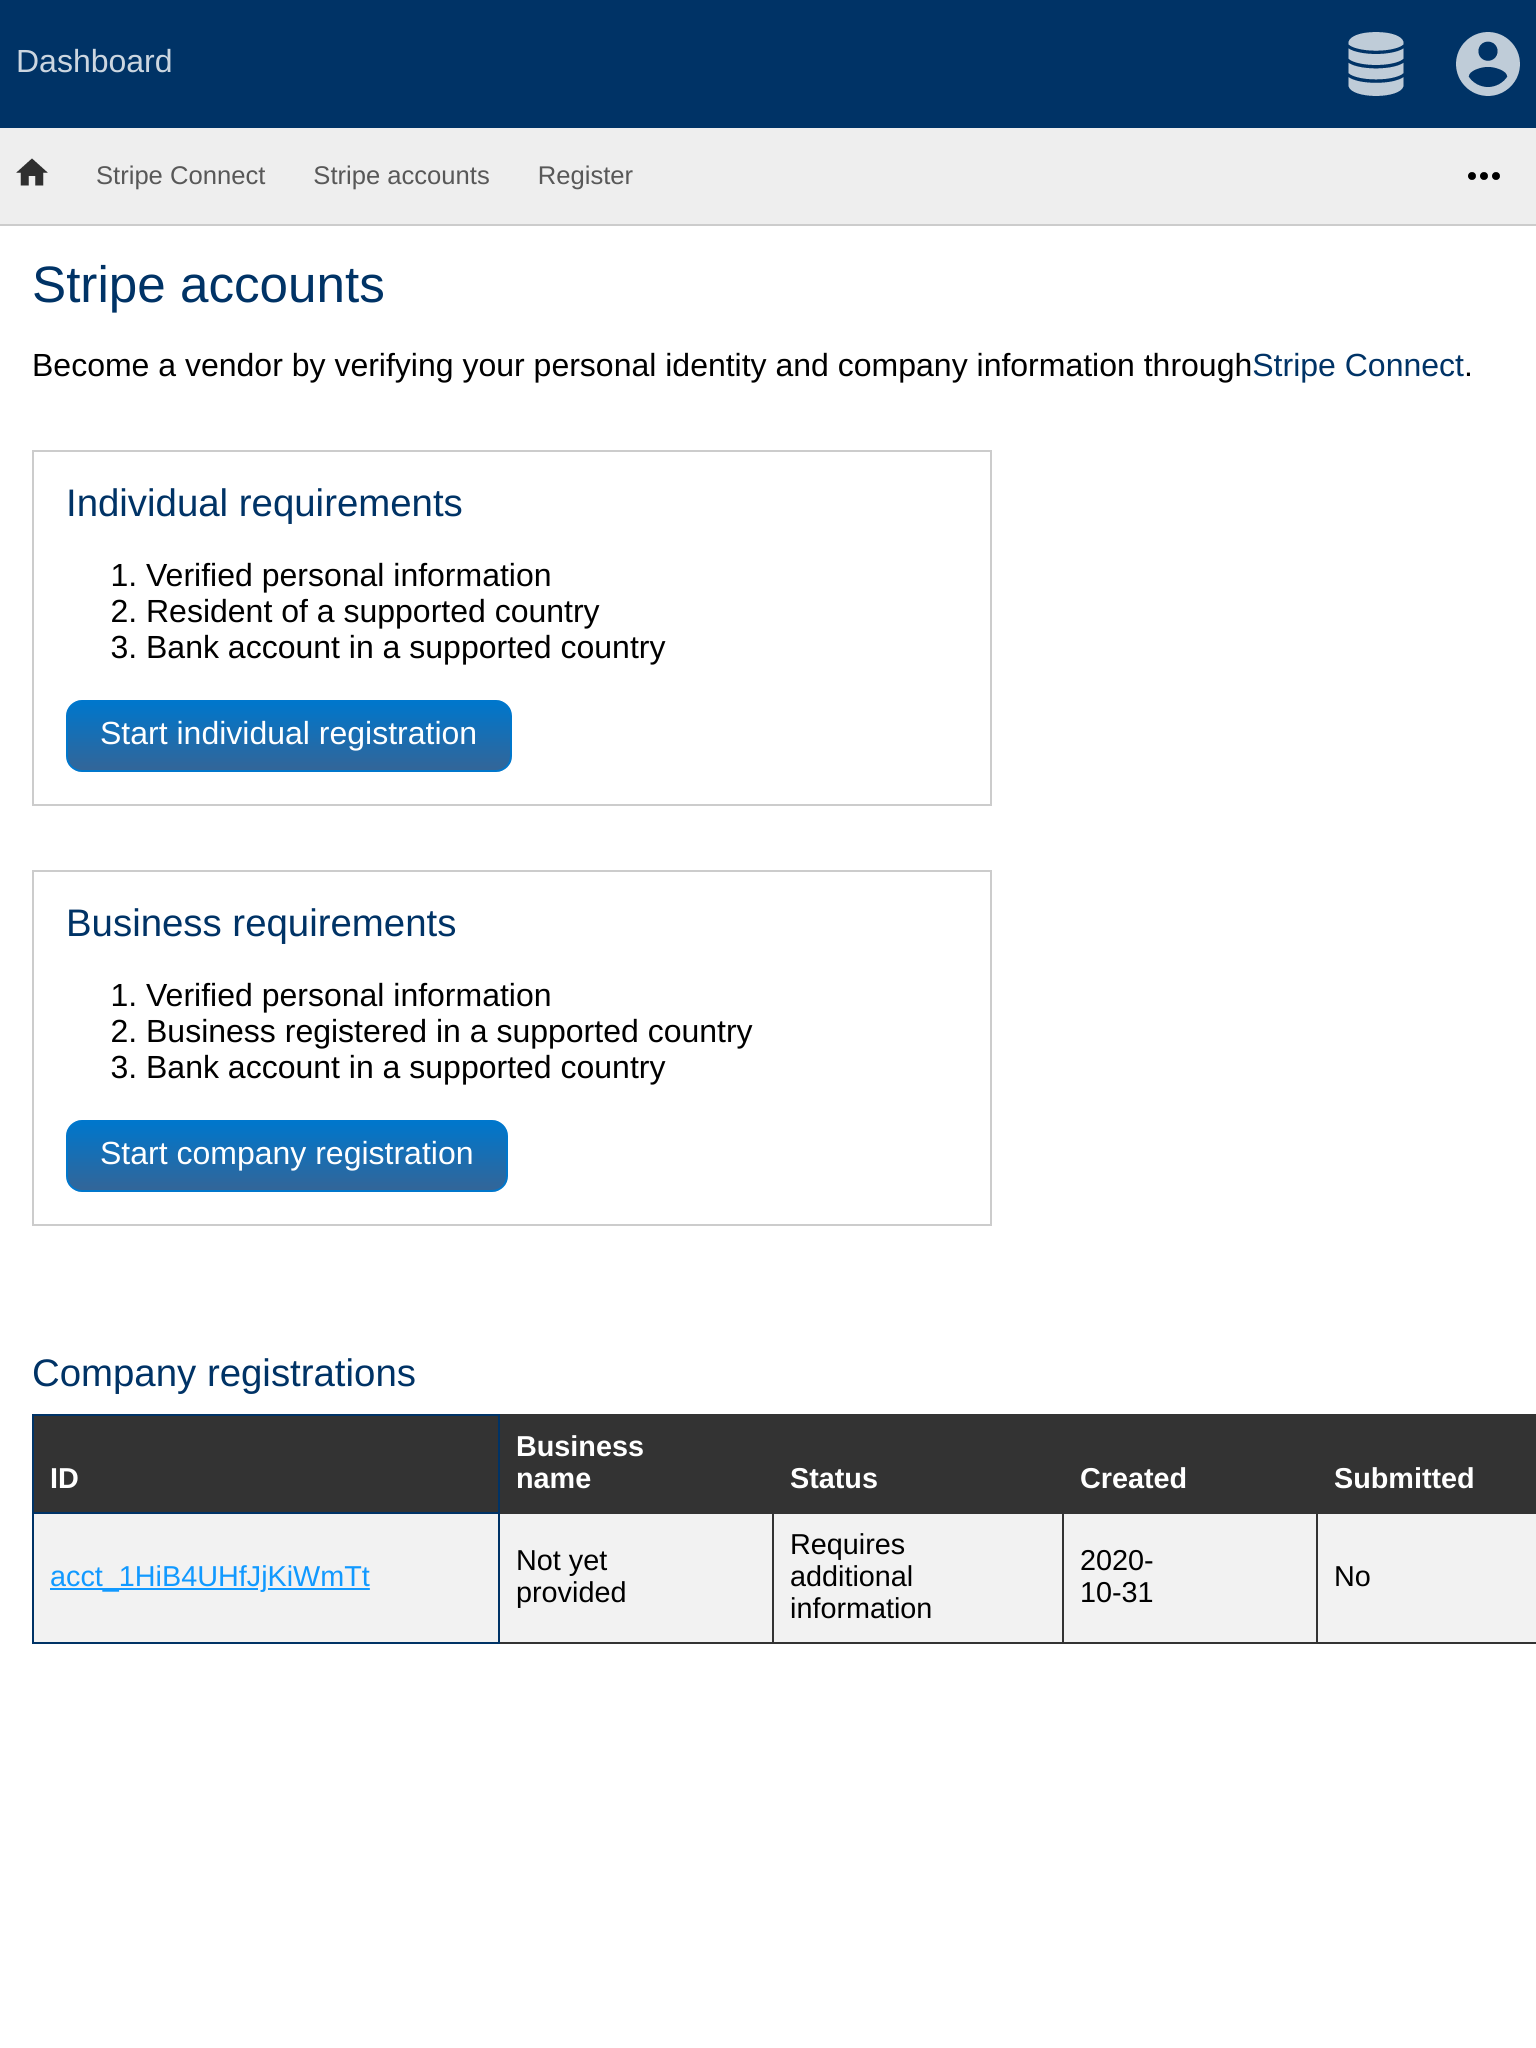 Dashboard
Stripe Connect Stripe accounts Register
Stripe accounts
Become a vendor by verifying your personal identity and company information throughStripe Connect.
Individual requirements
1. Verified personal information
2. Resident of a supported country
3. Bank account in a supported country
Start individual registration
Business requirements
1. Verified personal information
2. Business registered in a supported country
3. Bank account in a supported country
Start company registration
Company registrations
ID Business name Status Created Submitted
acct_1HiB4UHfJjKiWmTt Not yet provided Requires additional information 2020-10-31 No